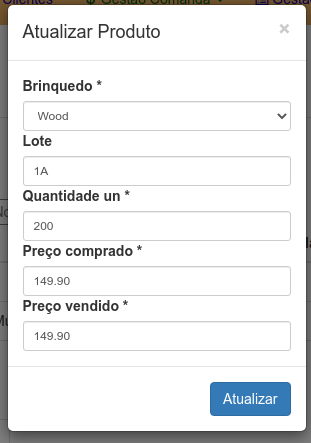 Clientes
Gestão Comanda
Atualizar Produto
×
Brinquedo *
Wood
Lote
1A
Quantidade un *
200
Preço comprado *
149.90
Preço vendido *
149.90
Atualizar